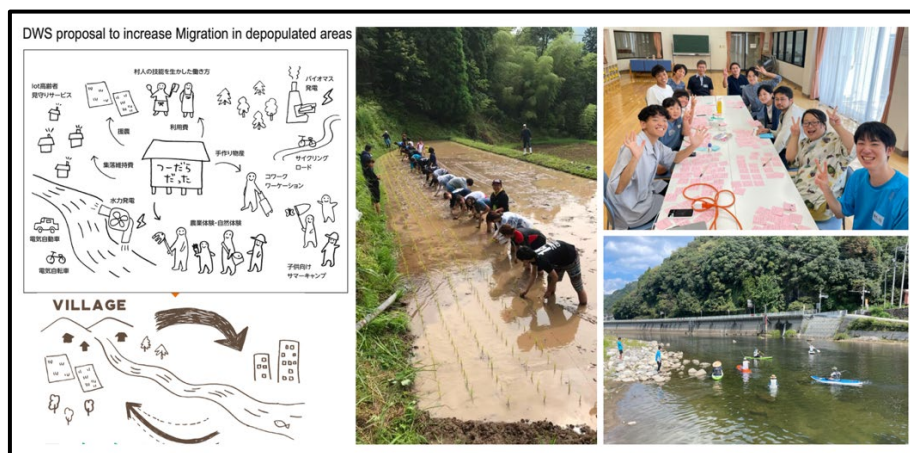 DWS proposal to increase Migration in depopulated areas
村人の技能を生かした働き方
Iot高齢者
見守りサービス
バイオマス
発電
援農
利用費
手作り物産
サイクリング
ロード
集落維持費
つーだら
だった
コワーク
ワーケーション
水力発電
農業体験・自然体験
電気自動車
電気自転車
子供向け
サマーキャンプ
VILLAGE